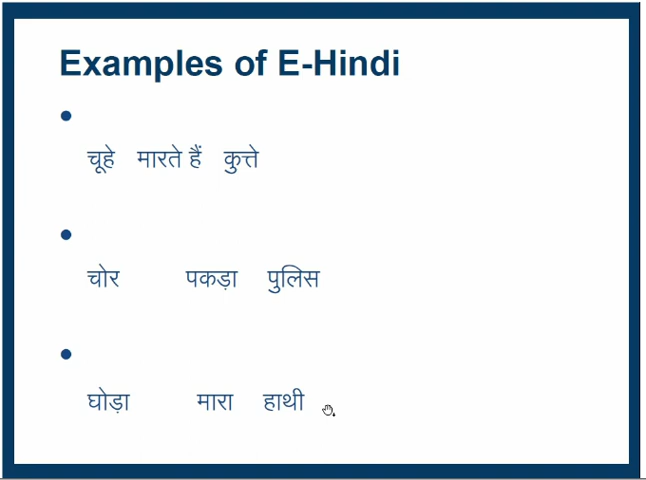 Examples of E-Hindi
चूहे मारते हैं कुत्ते
चोर पकड़ा पुलिस
घोड़ा मारा हाथी